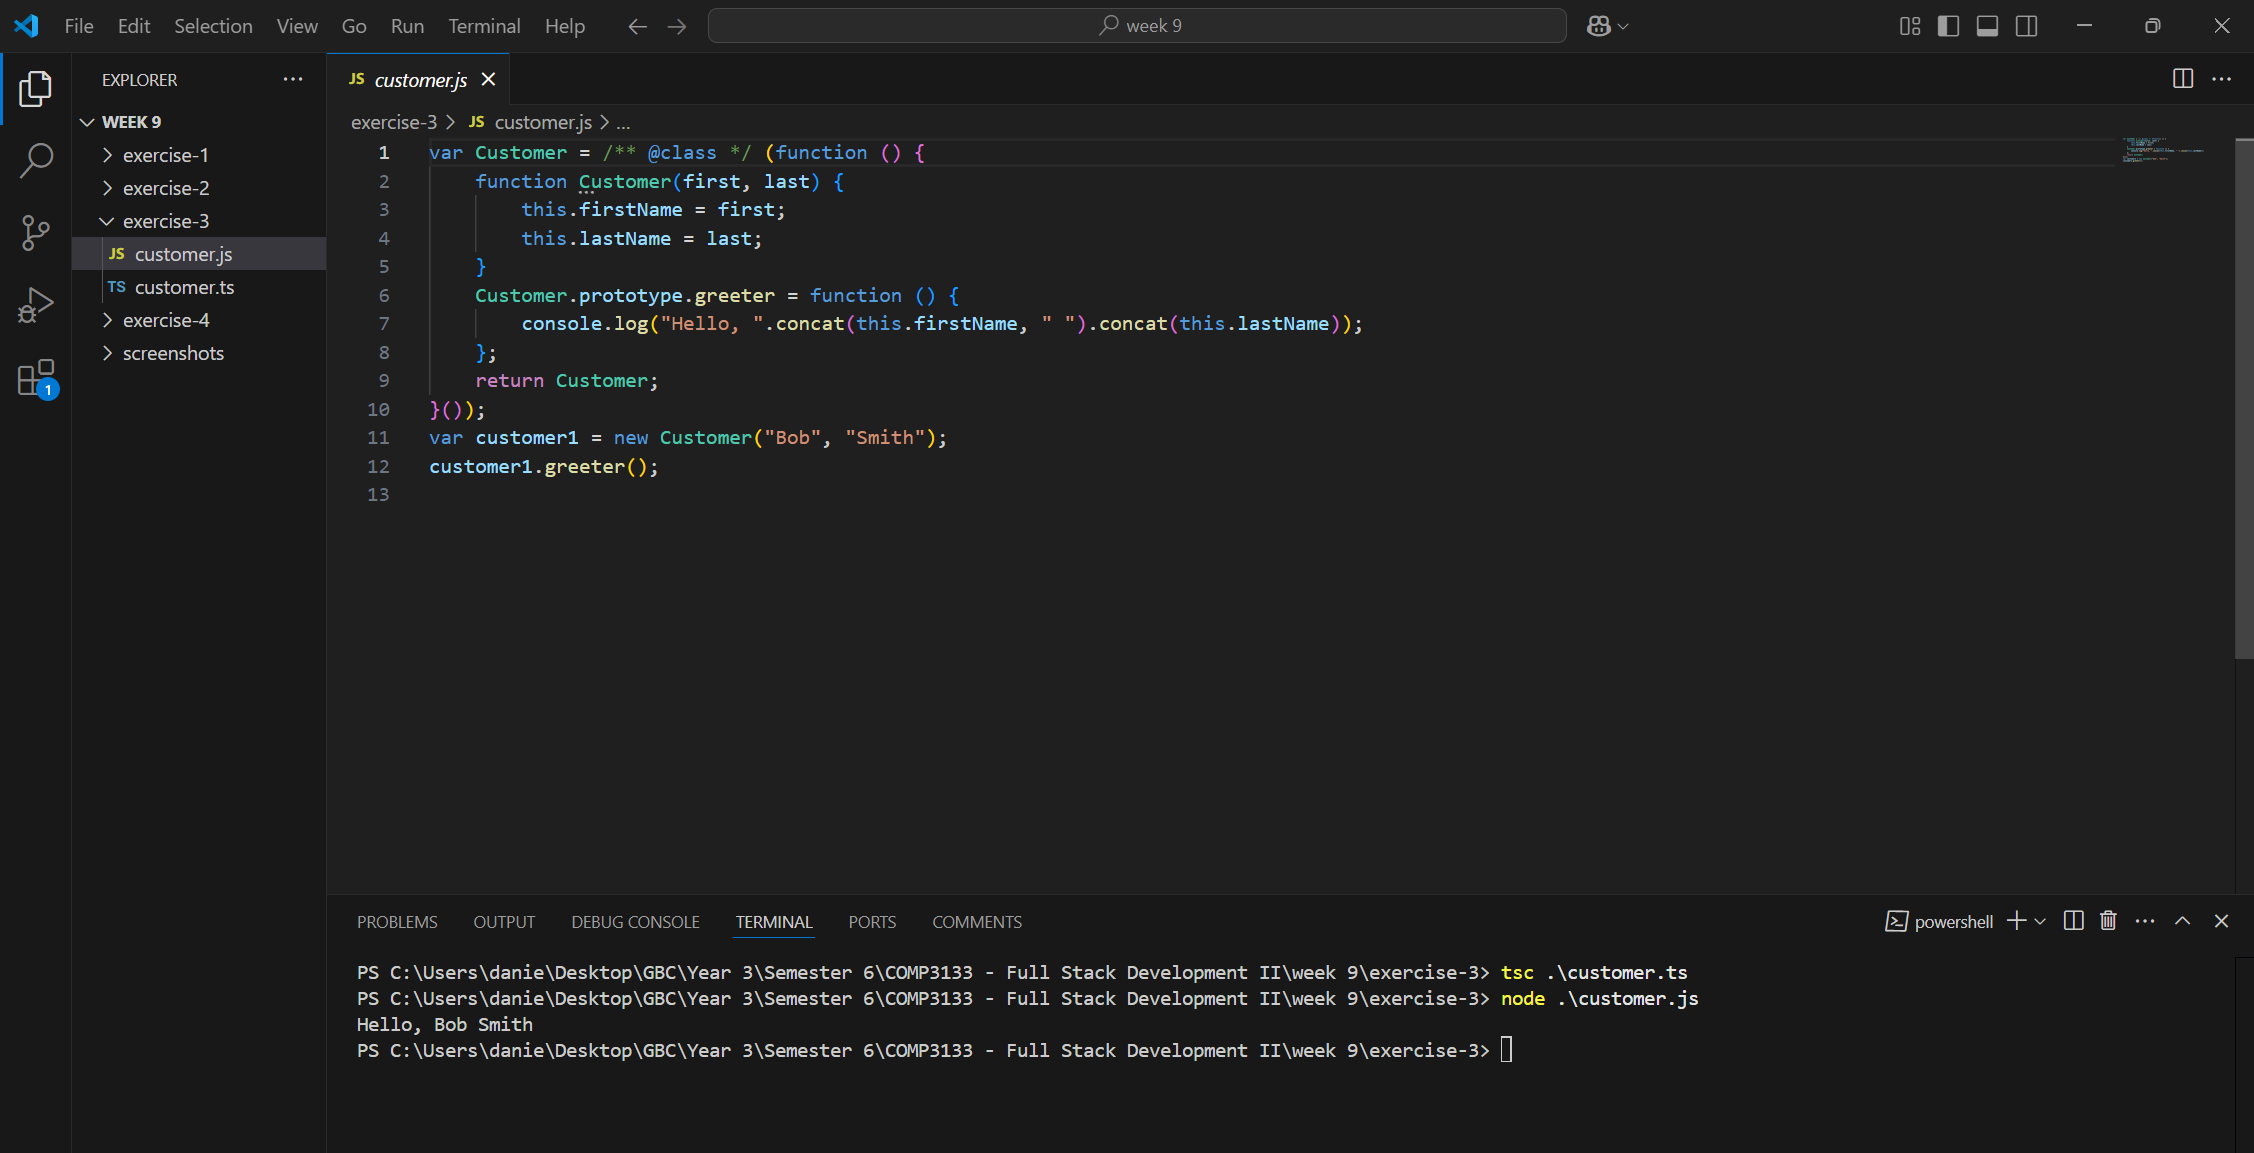 File Edit Selection View Go Run Terminal Help
week 9
EXPLORER
WEEK 9
exercise-1
exercise-2
exercise-3
JS customer.js
TS customer.ts
exercise-4
screenshots
1
JS customer.js
exercise-3 > JS customer.js > ...
1 var Customer = /** @class */ (function () {
2     function Customer(first, last) {
3         this.firstName = first;
4         this.lastName = last;
5     }
6     Customer.prototype.greeter = function () {
7         console.log("Hello, ".concat(this.firstName, " ").concat(this.lastName));
8     };
9     return Customer;
10 }());
11 var customer1 = new Customer("Bob", "Smith");
12 customer1.greeter();
13
PROBLEMS OUTPUT DEBUG CONSOLE TERMINAL PORTS COMMENTS
powershell
PS C:\Users\danie\Desktop\GBC\Year 3\Semester 6\COMP3133 - Full Stack Development II\week 9\exercise-3> tsc .\customer.ts
PS C:\Users\danie\Desktop\GBC\Year 3\Semester 6\COMP3133 - Full Stack Development II\week 9\exercise-3> node .\customer.js
Hello, Bob Smith
PS C:\Users\danie\Desktop\GBC\Year 3\Semester 6\COMP3133 - Full Stack Development II\week 9\exercise-3>